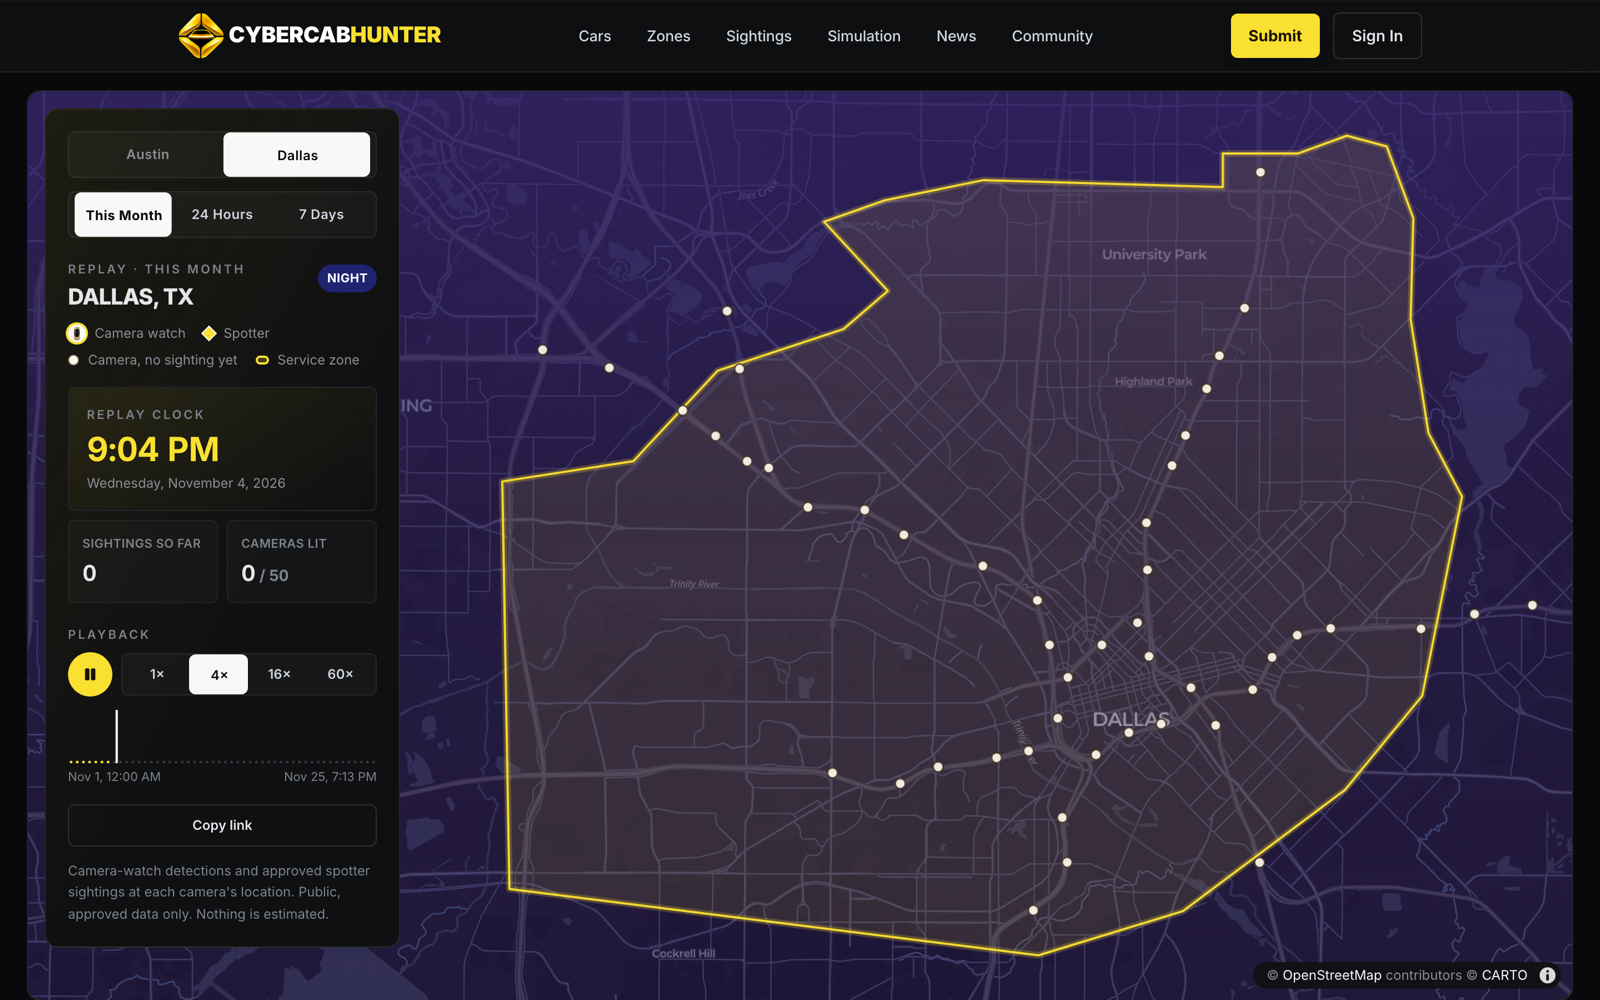 CYBERCABHUNTER
Cars Zones Sightings Simulation News Community
Submit Sign In
Austin Dallas
This Month 24 Hours 7 Days
REPLAY · THIS MONTH
DALLAS, TX
NIGHT
Camera watch Spotter
Camera, no sighting yet Service zone
REPLAY CLOCK
9:04 PM
Wednesday, November 4, 2026
SIGHTINGS SO FAR
0
CAMERAS LIT
0 / 50
PLAYBACK
1× 4× 16× 60×
Nov 1, 12:00 AM Nov 25, 7:13 PM
Copy link
Camera-watch detections and approved spotter
sightings at each camera's location. Public,
approved data only. Nothing is estimated.
Joes Creek
University Park
Highland Park
ING
Trinity River
DALLAS
Trinity River
Cockrell Hill
© OpenStreetMap contributors © CARTO